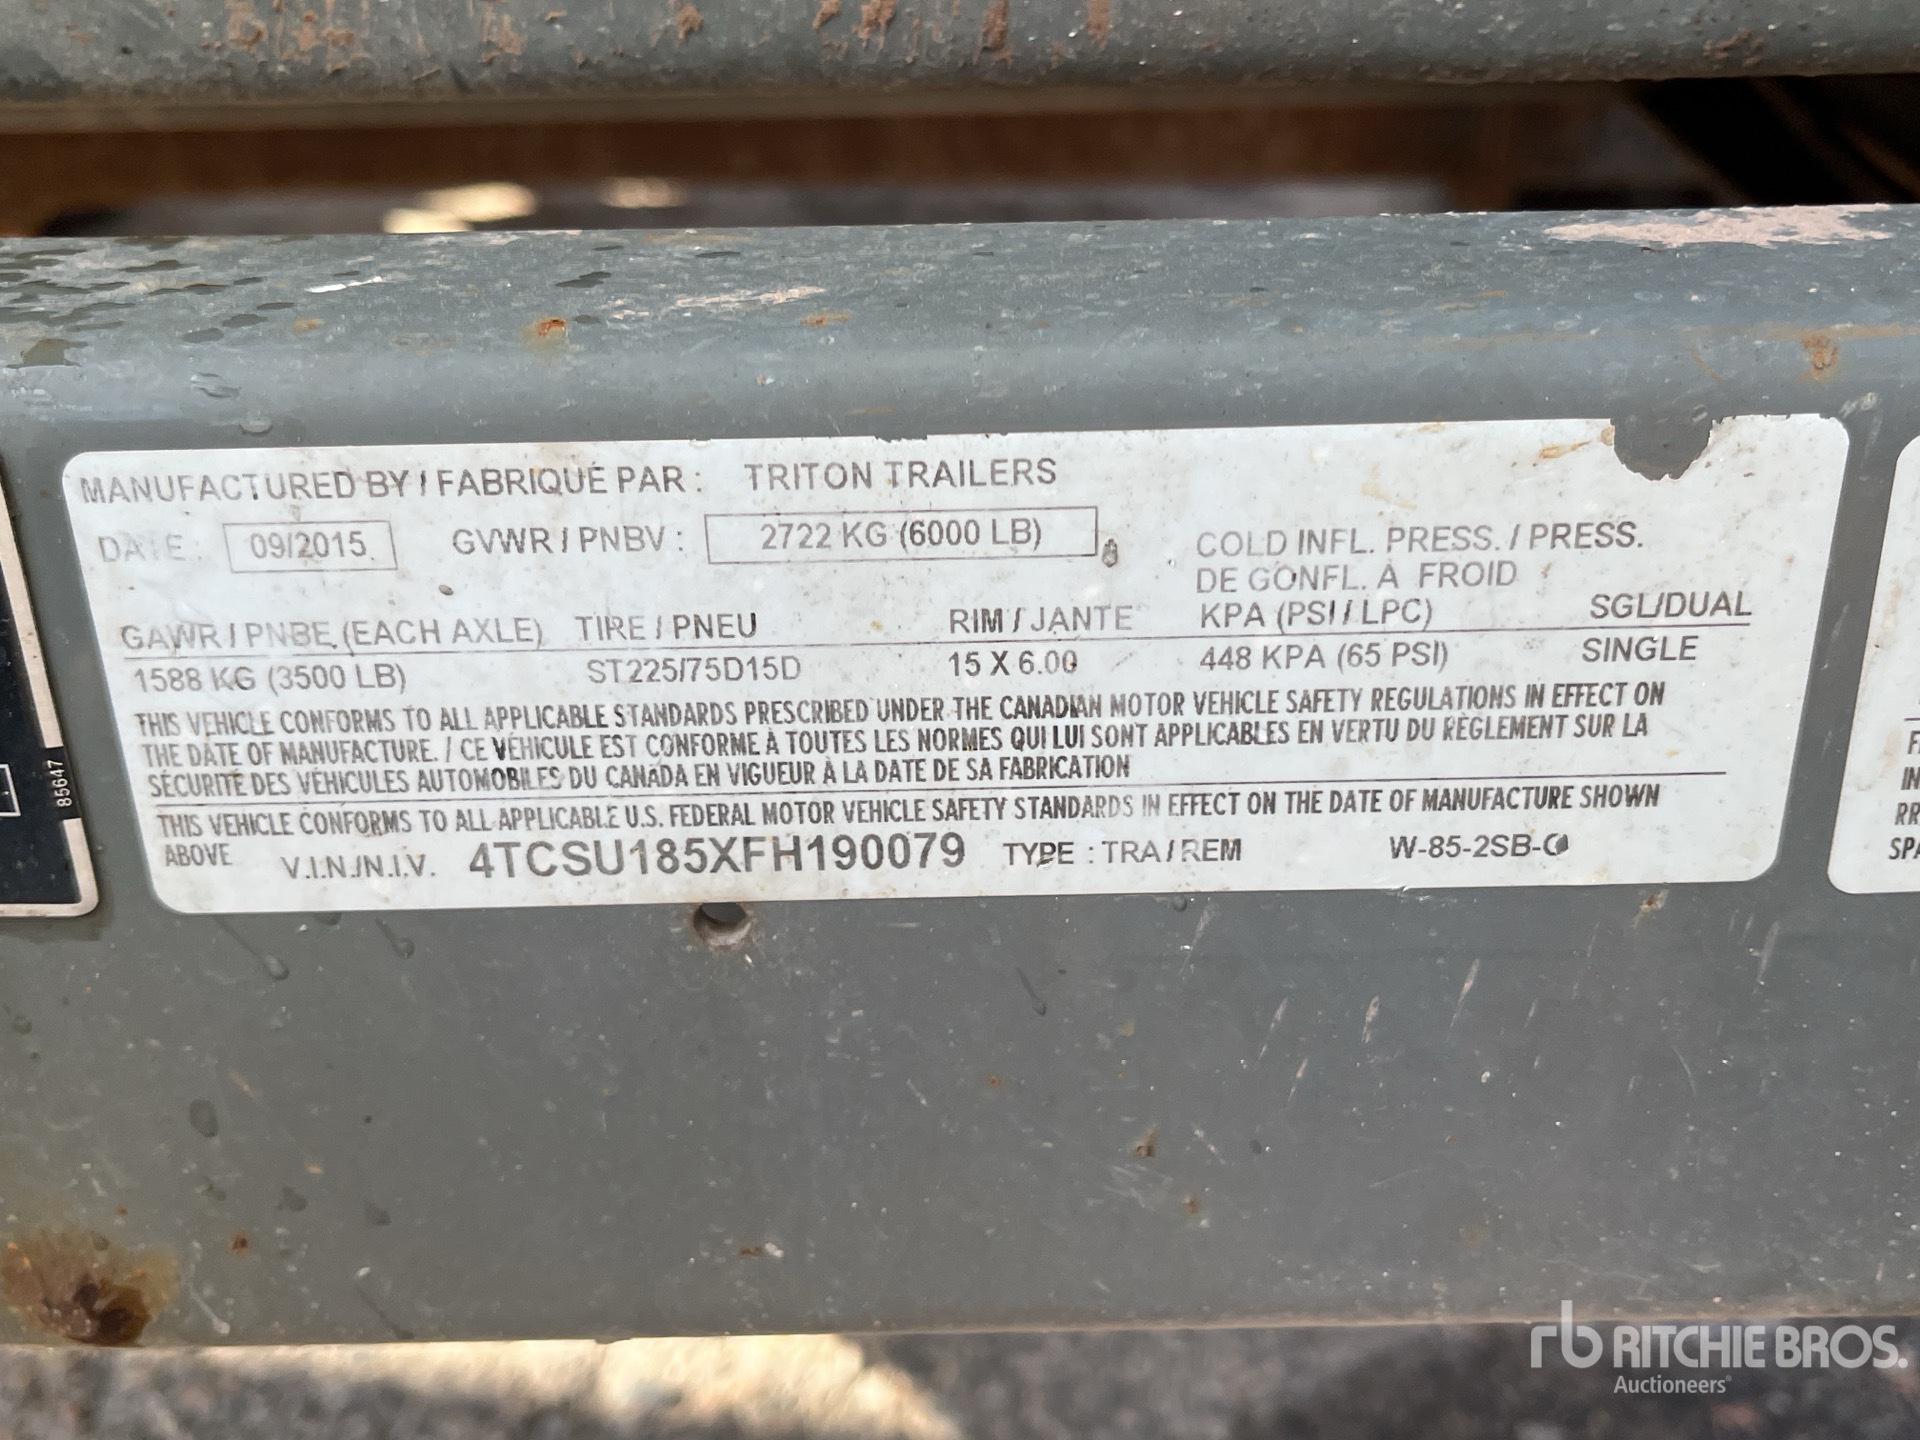 MANUFACTURED BY / FABRIQUÉ PAR : TRITON TRAILERS
DATE: 09/2015 GVWR / PNBV : 2722 KG (6000 LB)
COLD INFL. PRESS. / PRESS.
DE GONFL. À FROID
GAWR / PNBE (EACH AXLE) TIRE / PNEU RIM / JANTE KPA (PSI / LPC) SGL/DUAL
1588 KG (3500 LB) ST225/75D15D 15 X 6.00 448 KPA (65 PSI) SINGLE
THIS VEHICLE CONFORMS TO ALL APPLICABLE STANDARDS PRESCRIBED UNDER THE CANADIAN MOTOR VEHICLE SAFETY REGULATIONS IN EFFECT ON
THE DATE OF MANUFACTURE. / CE VÉHICULE EST CONFORME À TOUTES LES NORMES QUI LUI SONT APPLICABLES EN VERTU DU RÈGLEMENT SUR LA
SÉCURITÉ DES VÉHICULES AUTOMOBILES DU CANADA EN VIGUEUR À LA DATE DE SA FABRICATION
THIS VEHICLE CONFORMS TO ALL APPLICABLE U.S. FEDERAL MOTOR VEHICLE SAFETY STANDARDS IN EFFECT ON THE DATE OF MANUFACTURE SHOWN
ABOVE V.I.N./N.I.V. 4TCSU185XFH190079 TYPE : TRA / REM W-85-2SB-C
85647
rb RITCHIE BROS.
Auctioneers